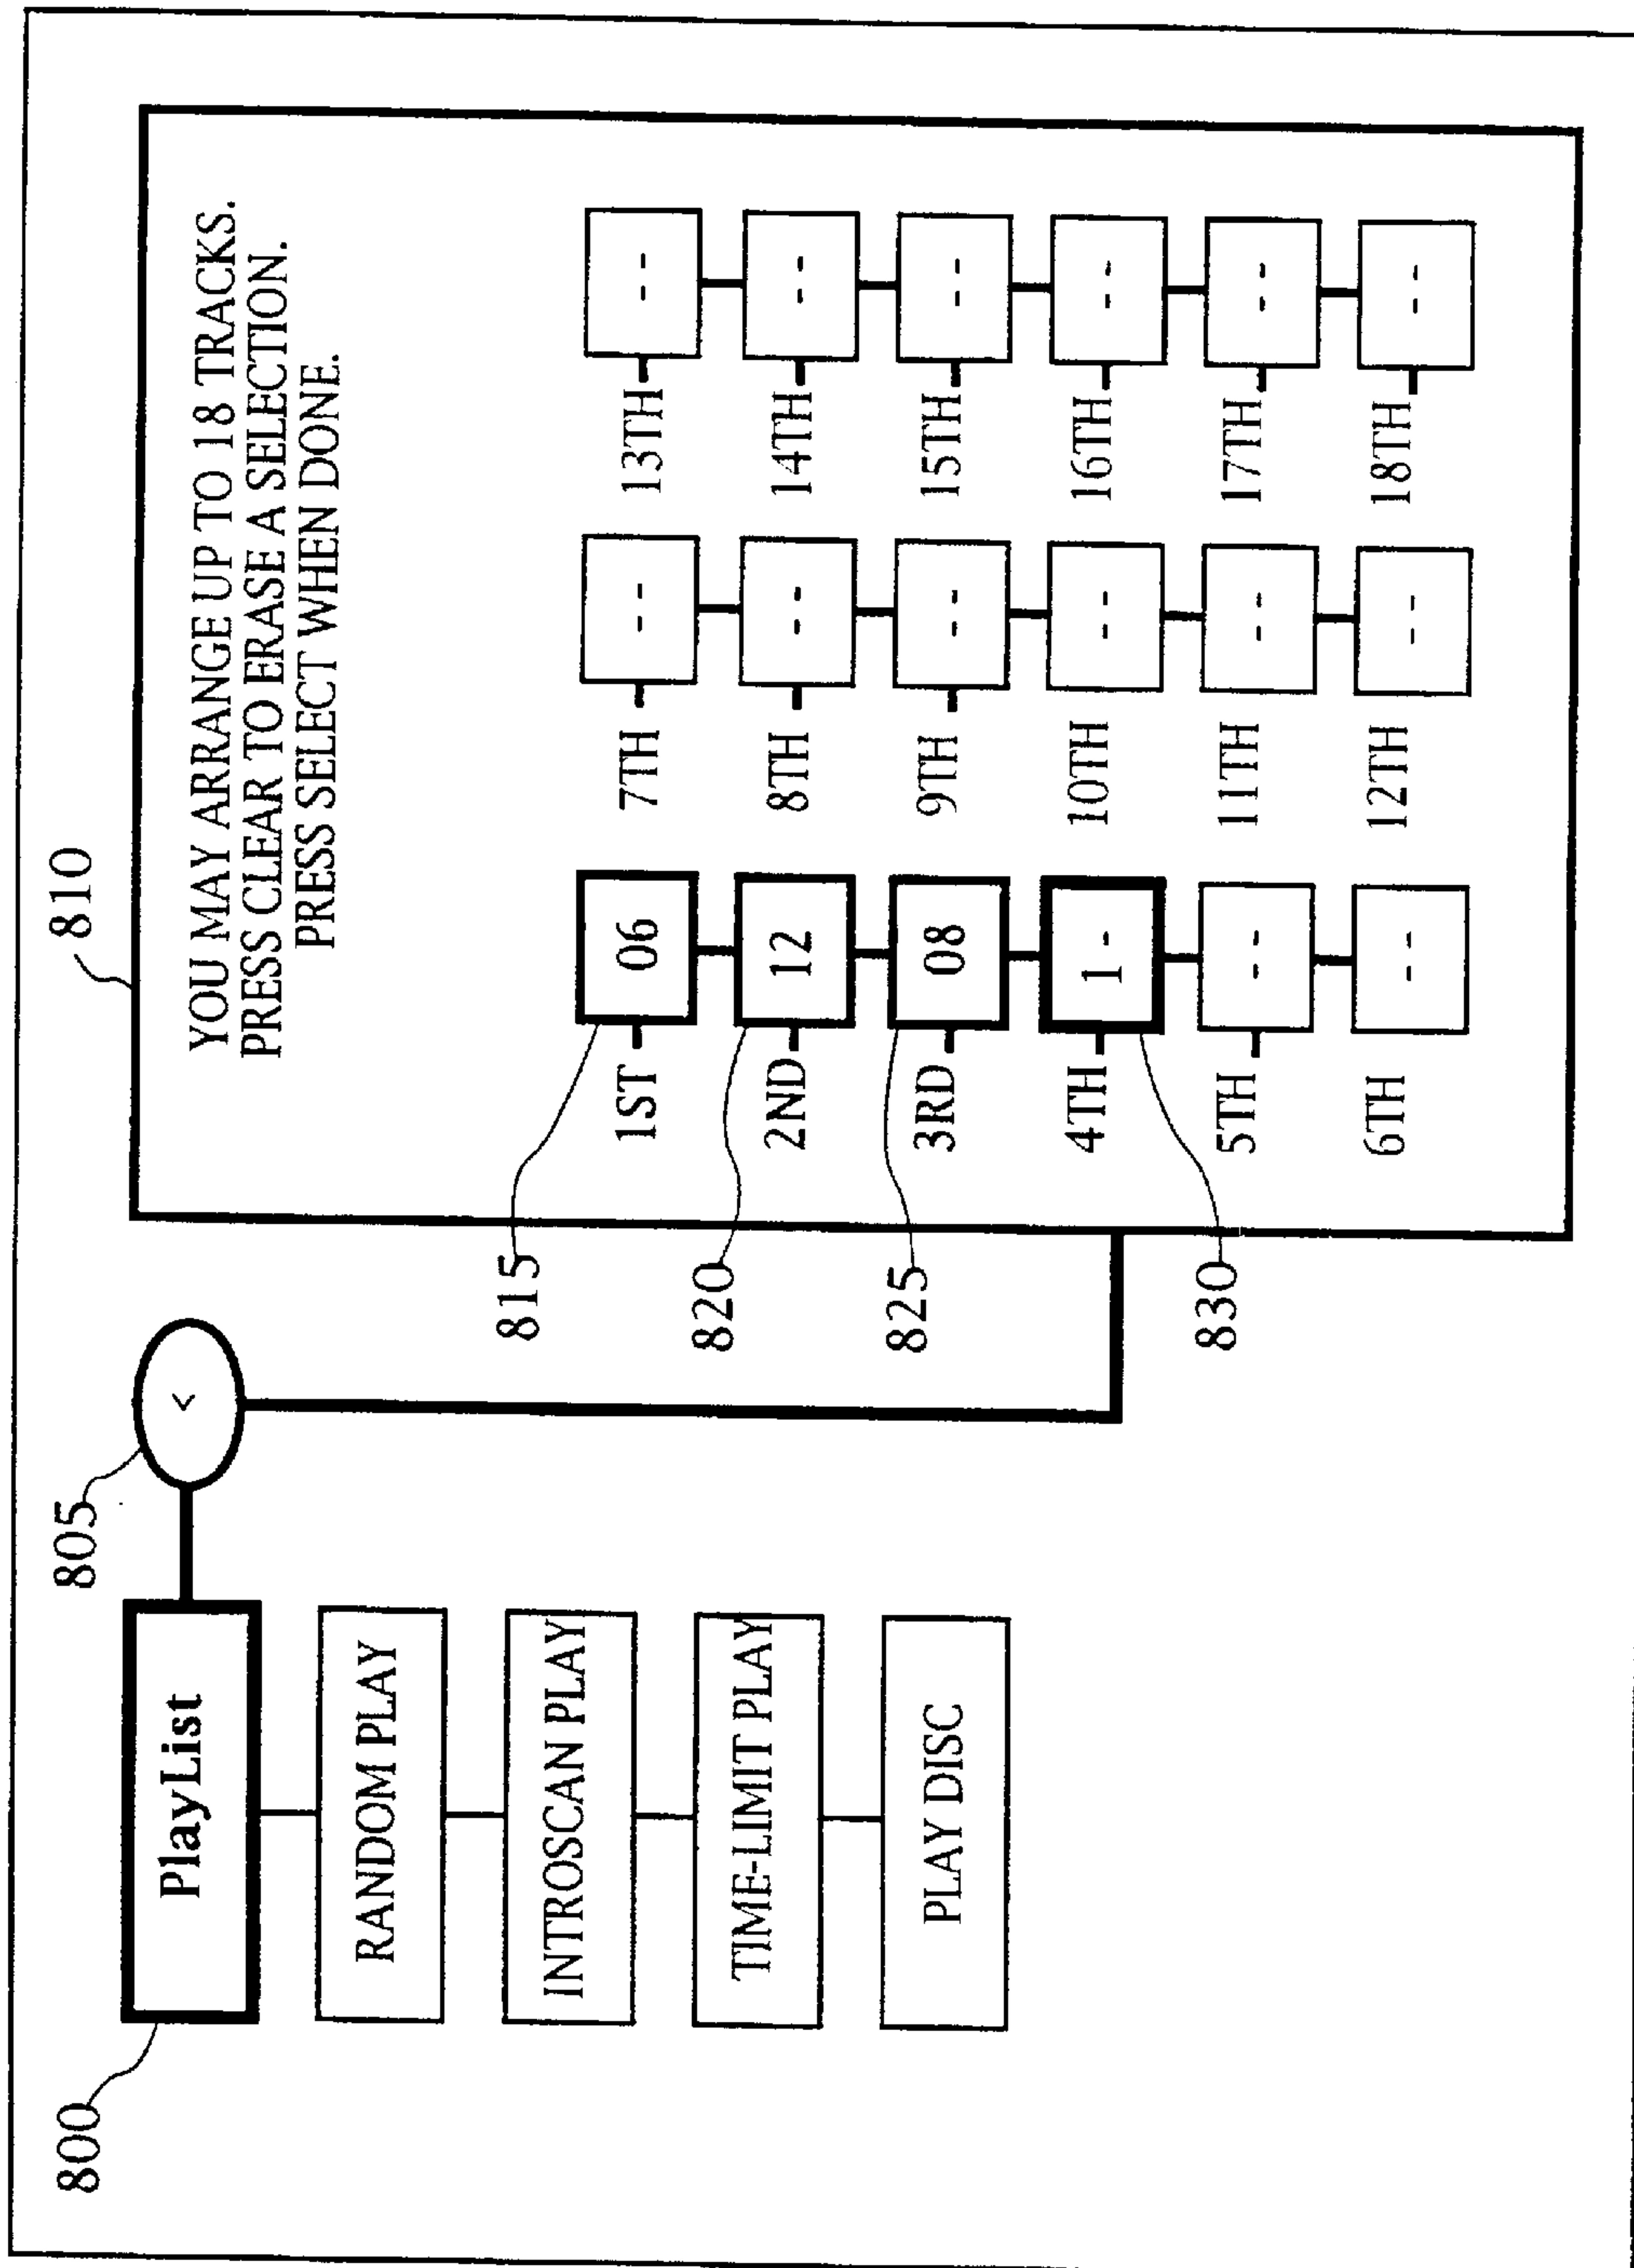 800
PlayList
RANDOM PLAY
INTROSCAN PLAY
TIME-LIMIT PLAY
PLAY DISC
805
<
810
YOU MAY ARRANGE UP TO 18 TRACKS.
PRESS CLEAR TO ERASE A SELECTION.
PRESS SELECT WHEN DONE.
815
820
825
830
1ST 06
2ND 12
3RD 08
4TH 1-
5TH --
6TH --
7TH --
8TH --
9TH --
10TH --
11TH --
12TH --
13TH --
14TH --
15TH --
16TH --
17TH --
18TH --